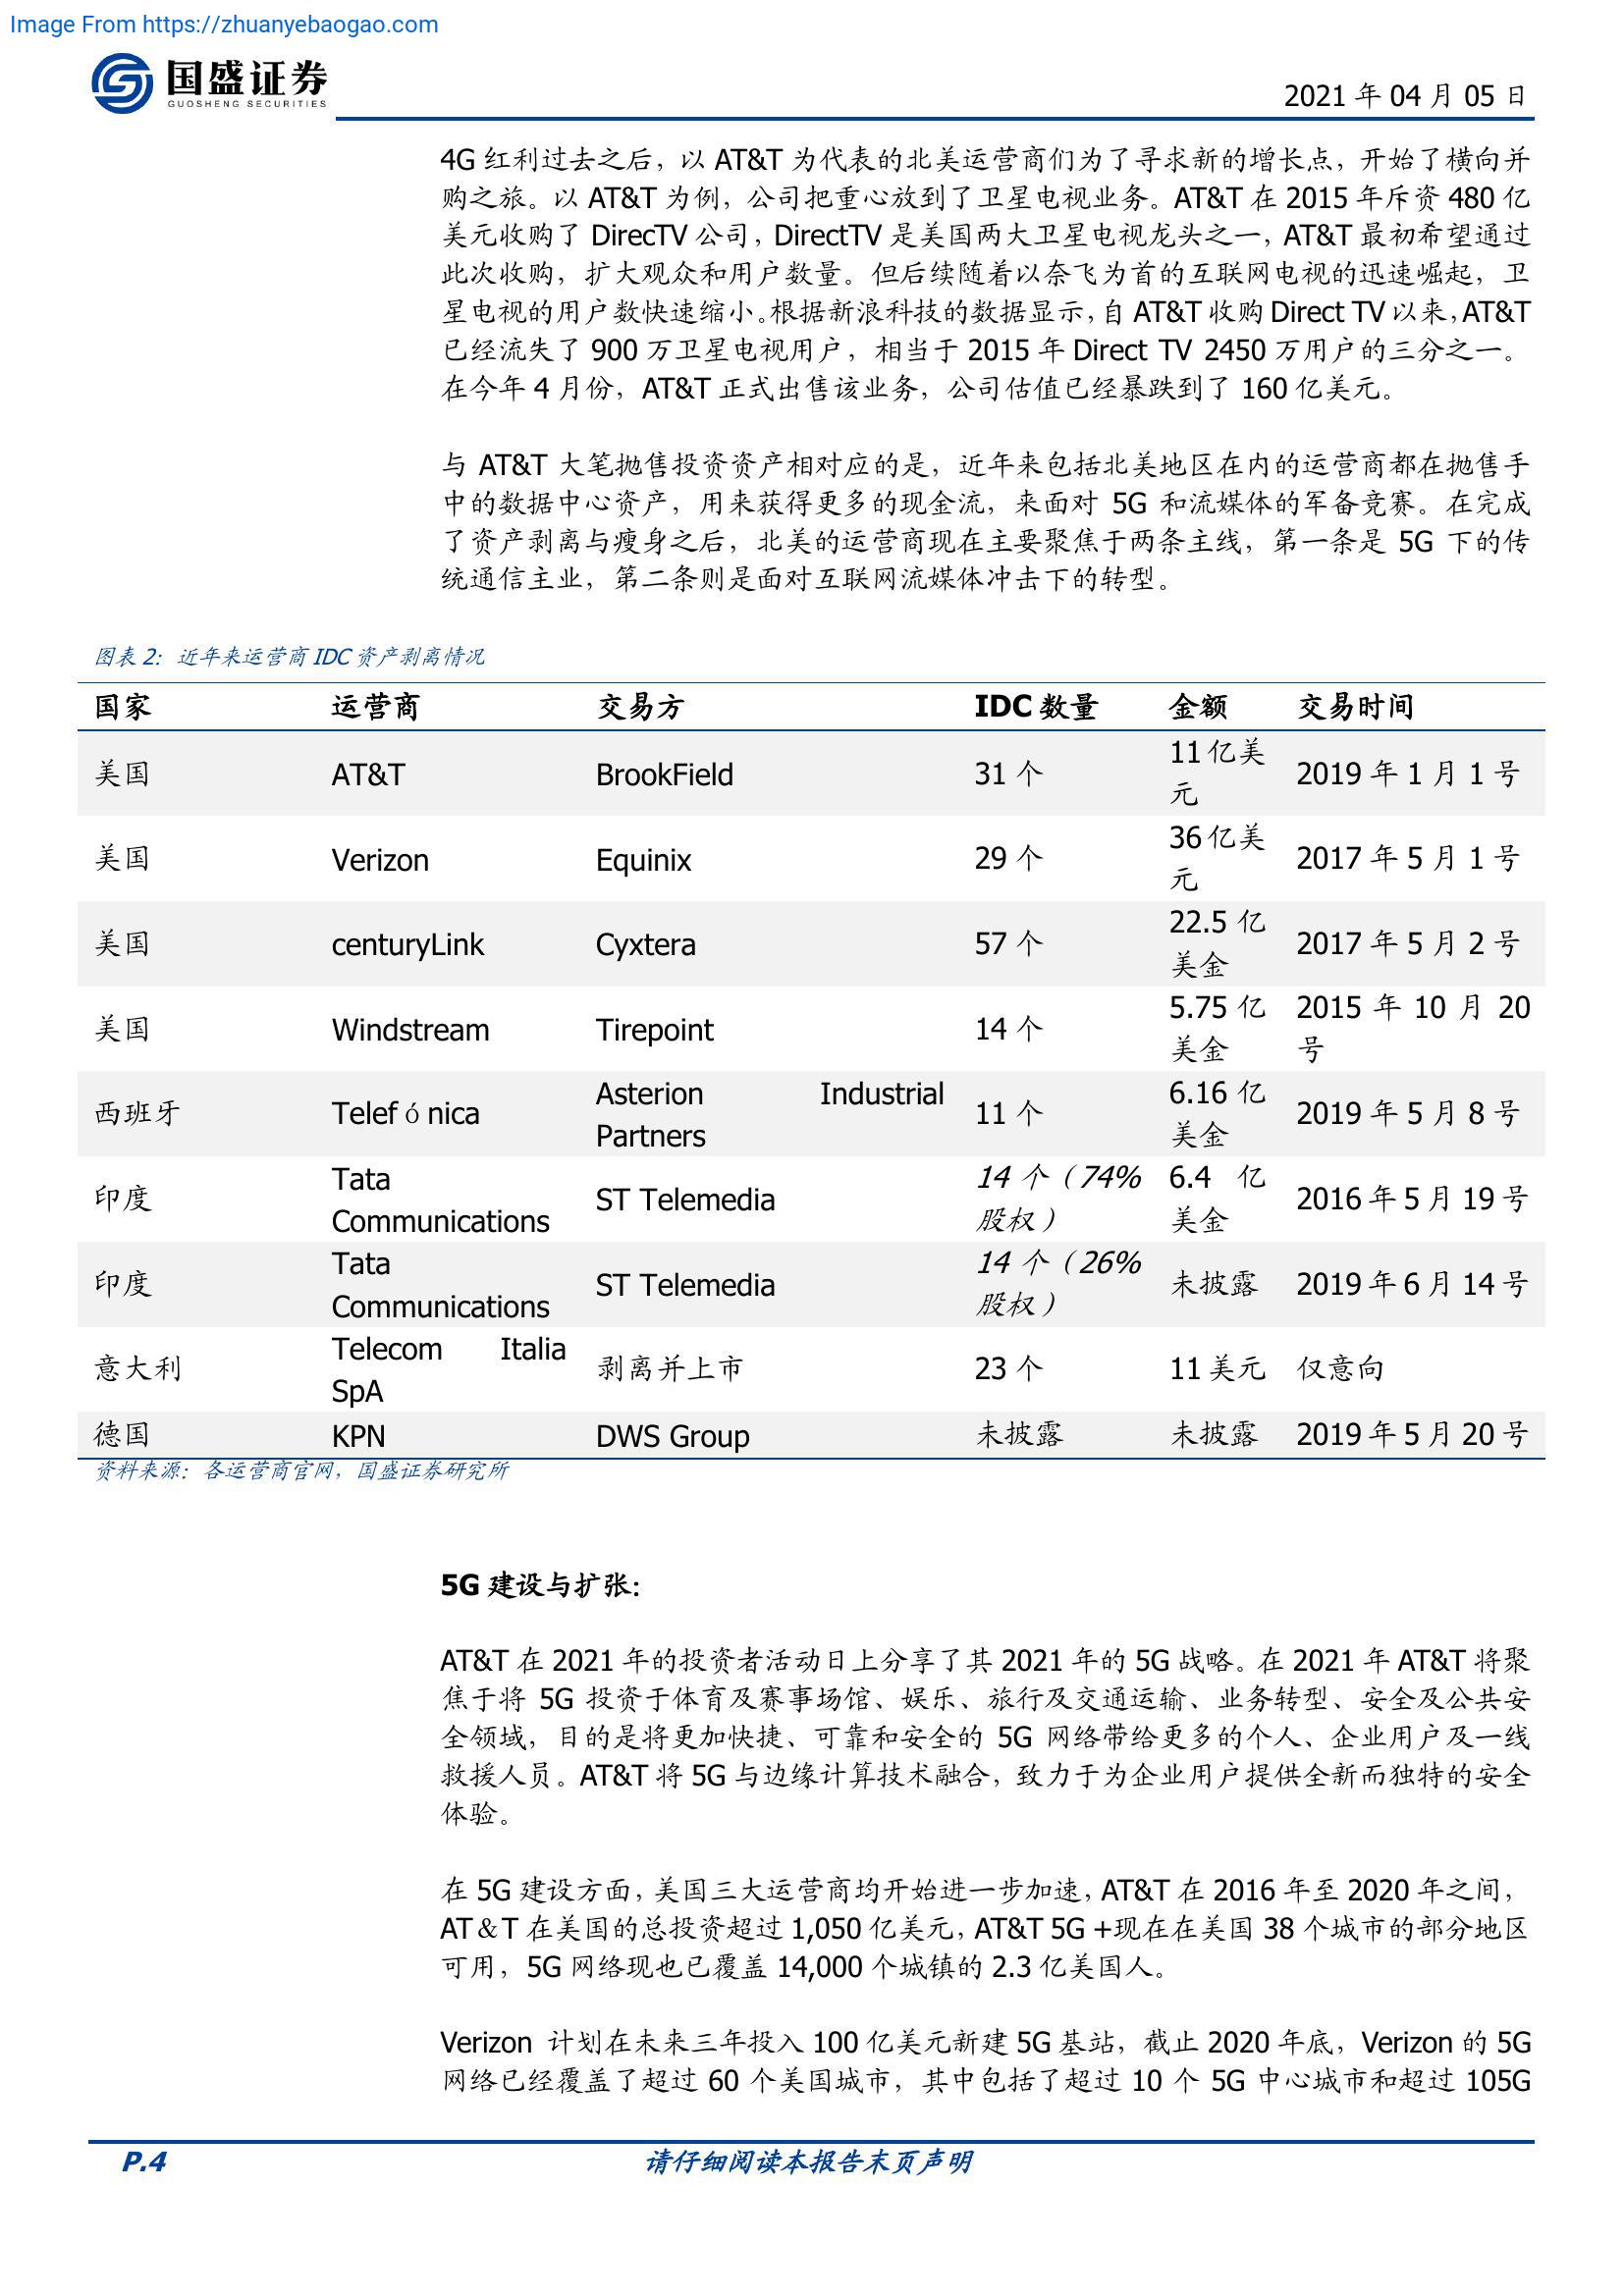 Image From https://zhuanyebaogao.com
国盛证券
GUOSHENG SECURITIES
2021 年 04 月 05 日
4G 红利过去之后，以 AT&T 为代表的北美运营商们为了寻求新的增长点，开始了横向并
购之旅。以 AT&T 为例，公司把重心放到了卫星电视业务。AT&T 在 2015 年斥资 480 亿
美元收购了 DirecTV 公司，DirectTV 是美国两大卫星电视龙头之一，AT&T 最初希望通过
此次收购，扩大观众和用户数量。但后续随着以奈飞为首的互联网电视的迅速崛起，卫
星电视的用户数快速缩小。根据新浪科技的数据显示，自 AT&T 收购 Direct TV 以来，AT&T
已经流失了 900 万卫星电视用户，相当于 2015 年 Direct TV 2450 万用户的三分之一。
在今年 4 月份，AT&T 正式出售该业务，公司估值已经暴跌到了 160 亿美元。
与 AT&T 大笔抛售投资资产相对应的是，近年来包括北美地区在内的运营商都在抛售手
中的数据中心资产，用来获得更多的现金流，来面对 5G 和流媒体的军备竞赛。在完成
了资产剥离与瘦身之后，北美的运营商现在主要聚焦于两条主线，第一条是 5G 下的传
统通信主业，第二条则是面对互联网流媒体冲击下的转型。
图表 2：近年来运营商 IDC 资产剥离情况
国家 运营商 交易方 IDC 数量 金额 交易时间
美国 AT&T BrookField 31 个 11 亿美元 2019 年 1 月 1 号
美国 Verizon Equinix 29 个 36 亿美元 2017 年 5 月 1 号
美国 centuryLink Cyxtera 57 个 22.5 亿美金 2017 年 5 月 2 号
美国 Windstream Tirepoint 14 个 5.75 亿美金 2015 年 10 月 20 号
西班牙 Telefónica Asterion Industrial Partners 11 个 6.16 亿美金 2019 年 5 月 8 号
印度 Tata Communications ST Telemedia 14 个（74%股权） 6.4 亿美金 2016 年 5 月 19 号
印度 Tata Communications ST Telemedia 14 个（26%股权） 未披露 2019 年 6 月 14 号
意大利 Telecom Italia SpA 剥离并上市 23 个 11 美元 仅意向
德国 KPN DWS Group 未披露 未披露 2019 年 5 月 20 号
资料来源：各运营商官网，国盛证券研究所
5G 建设与扩张：
AT&T 在 2021 年的投资者活动日上分享了其 2021 年的 5G 战略。在 2021 年 AT&T 将聚
焦于将 5G 投资于体育及赛事场馆、娱乐、旅行及交通运输、业务转型、安全及公共安
全领域，目的是将更加快捷、可靠和安全的 5G 网络带给更多的个人、企业用户及一线
救援人员。AT&T 将 5G 与边缘计算技术融合，致力于为企业用户提供全新而独特的安全
体验。
在 5G 建设方面，美国三大运营商均开始进一步加速，AT&T 在 2016 年至 2020 年之间，
AT＆T 在美国的总投资超过 1,050 亿美元，AT&T 5G +现在在美国 38 个城市的部分地区
可用，5G 网络现也已覆盖 14,000 个城镇的 2.3 亿美国人。
Verizon 计划在未来三年投入 100 亿美元新建 5G 基站，截止 2020 年底，Verizon 的 5G
网络已经覆盖了超过 60 个美国城市，其中包括了超过 10 个 5G 中心城市和超过 105G
P.4
请仔细阅读本报告末页声明